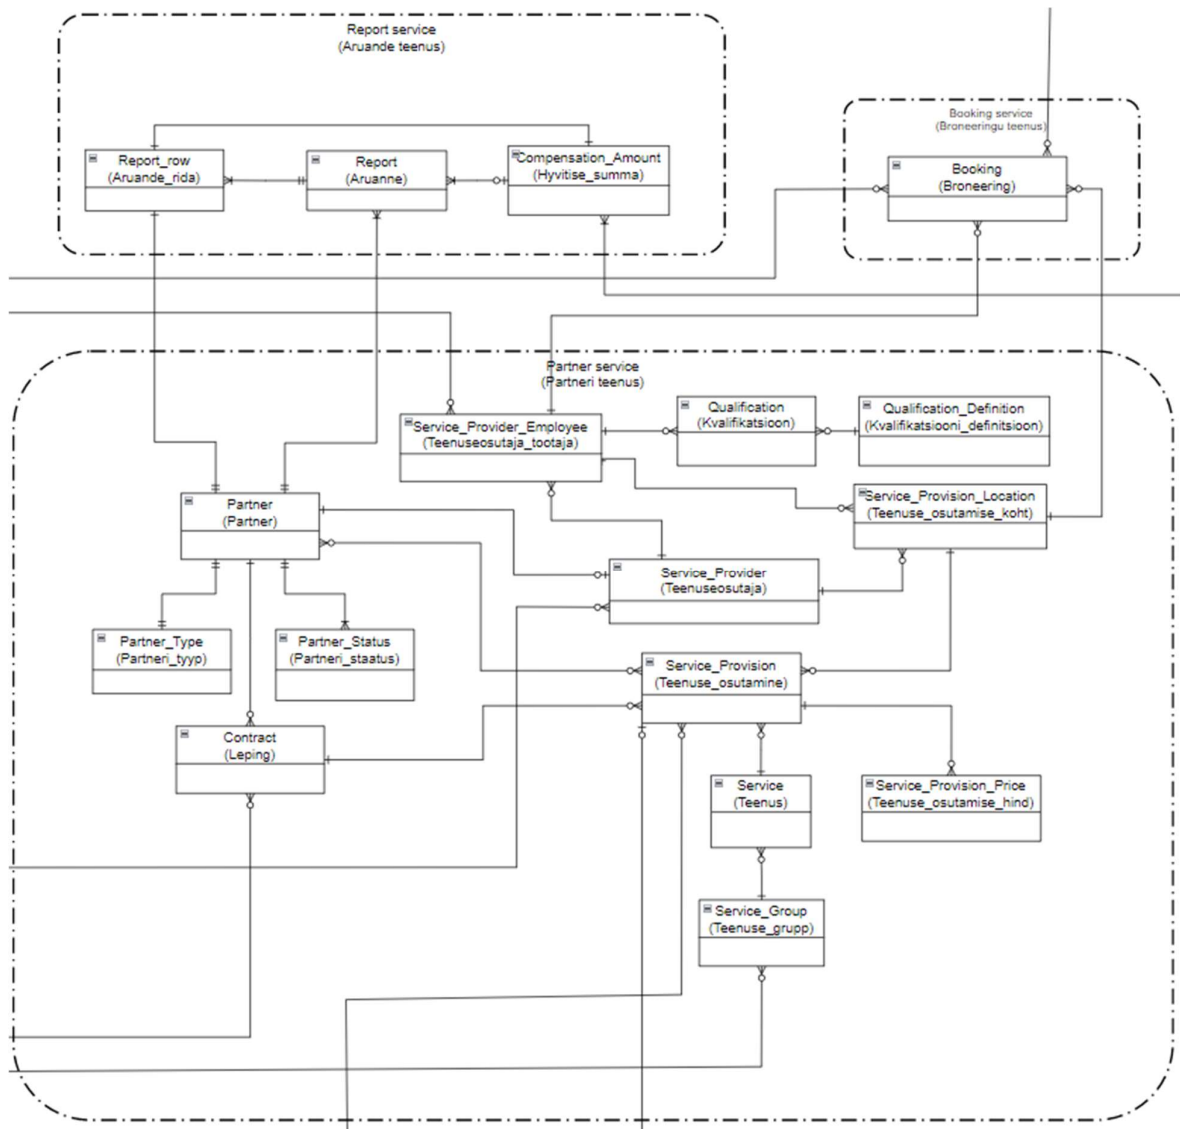 Report service
(Aruande teenus)
Report_row
(Aruande_rida)
Report
(Aruanne)
Compensation_Amount
(Hyvitise_summa)
Booking service
(Broneeringu teenus)
Booking
(Broneering)
Partner service
(Partneri teenus)
Service_Provider_Employee
(Teenuseosutaja_tootaja)
Qualification
(Kvalifikatsioon)
Qualification_Definition
(Kvalifikatsiooni_definitsioon)
Partner
(Partner)
Service_Provision_Location
(Teenuse_osutamise_koht)
Service_Provider
(Teenuseosutaja)
Partner_Type
(Partneri_tyyp)
Partner_Status
(Partneri_staatus)
Service_Provision
(Teenuse_osutamine)
Contract
(Leping)
Service
(Teenus)
Service_Provision_Price
(Teenuse_osutamise_hind)
Service_Group
(Teenuse_grupp)